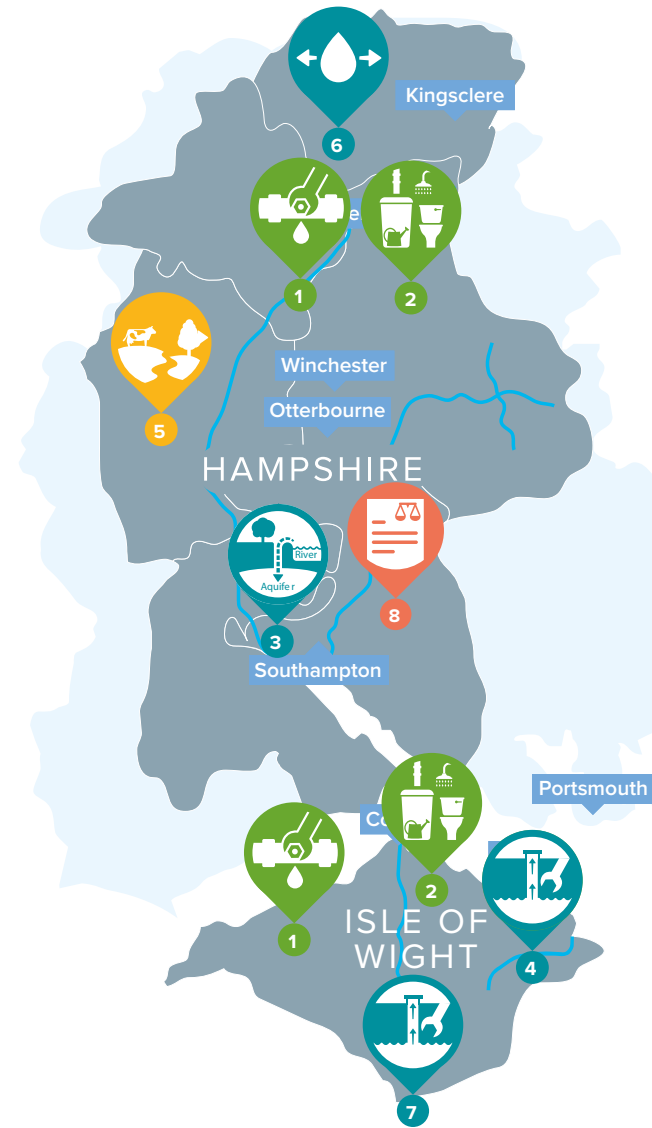 Kingsclere
6
1
2
5
Winchester
Otterbourne
HAMPSHIRE
River
Aquifer
3
8
Southampton
Portsmouth
2
1
ISLE OF
WIGHT
4
7